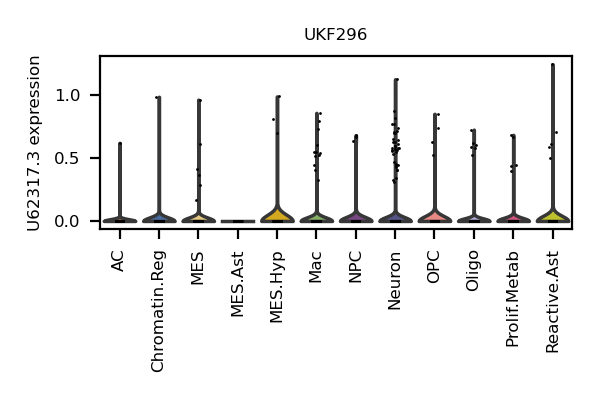 UKF296
U62317.3 expression
1.0
0.5
0.0
AC
Chromatin.Reg
MES
MES.Ast
MES.Hyp
Mac
NPC
Neuron
OPC
Oligo
Prolif.Metab
Reactive.Ast